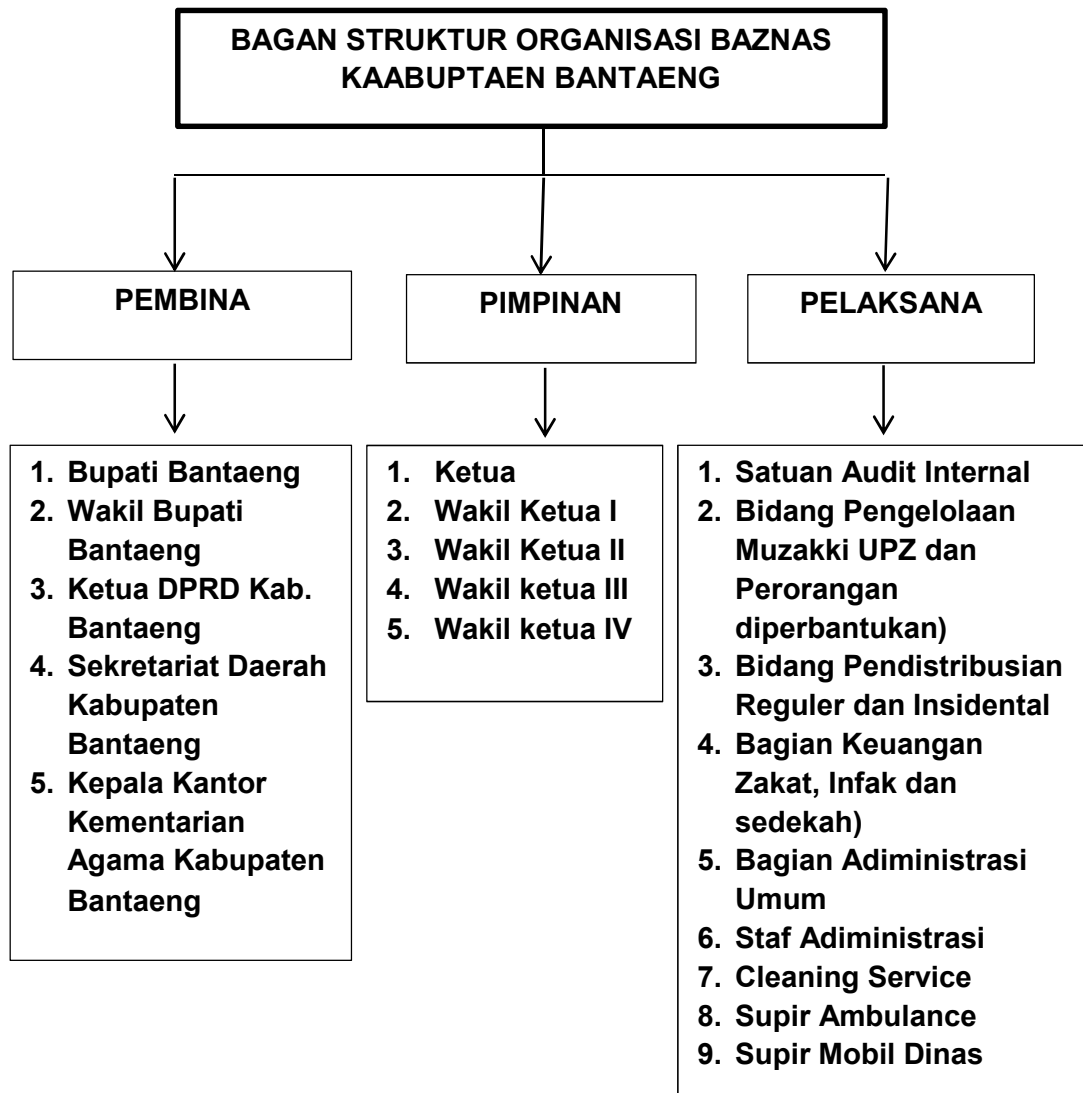 BAGAN STRUKTUR ORGANISASI BAZNAS
KAABUPTAEN BANTAENG
PEMBINA
PIMPINAN
PELAKSANA
1. Bupati Bantaeng
2. Wakil Bupati
Bantaeng
3. Ketua DPRD Kab.
Bantaeng
4. Sekretariat Daerah
Kabupaten
Bantaeng
5. Kepala Kantor
Kementarian
Agama Kabupaten
Bantaeng
1. Ketua
2. Wakil Ketua I
3. Wakil Ketua II
4. Wakil ketua III
5. Wakil ketua IV
1. Satuan Audit Internal
2. Bidang Pengelolaan
Muzakki UPZ dan
Perorangan
diperbantukan)
3. Bidang Pendistribusian
Reguler dan Insidental
4. Bagian Keuangan
Zakat, Infak dan
sedekah)
5. Bagian Adiministrasi
Umum
6. Staf Adiministrasi
7. Cleaning Service
8. Supir Ambulance
9. Supir Mobil Dinas